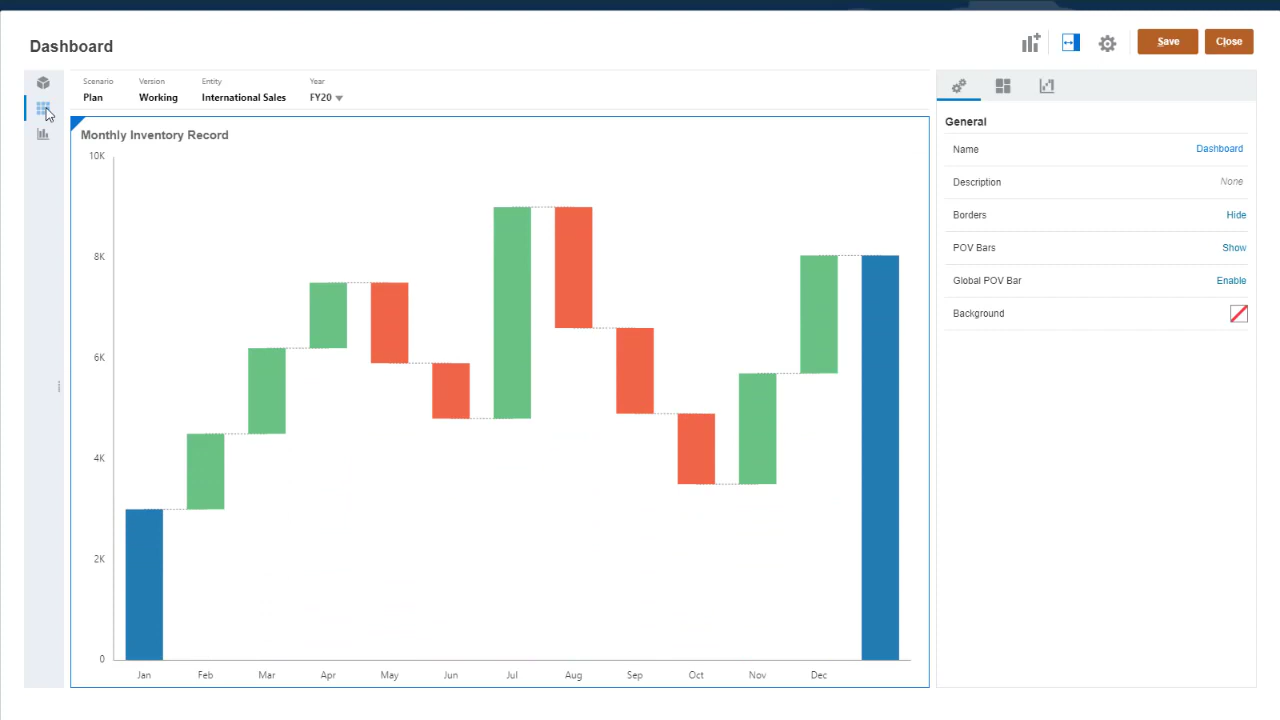 Dashboard
Save
Close
Scenario
Version
Entity
Year
Plan
Working
International Sales
FY20
Monthly Inventory Record
10K
8K
6K
4K
2K
0
Jan
Feb
Mar
Apr
May
Jun
Jul
Aug
Sep
Oct
Nov
Dec
General
Name
Dashboard
Description
None
Borders
Hide
POV Bars
Show
Global POV Bar
Enable
Background